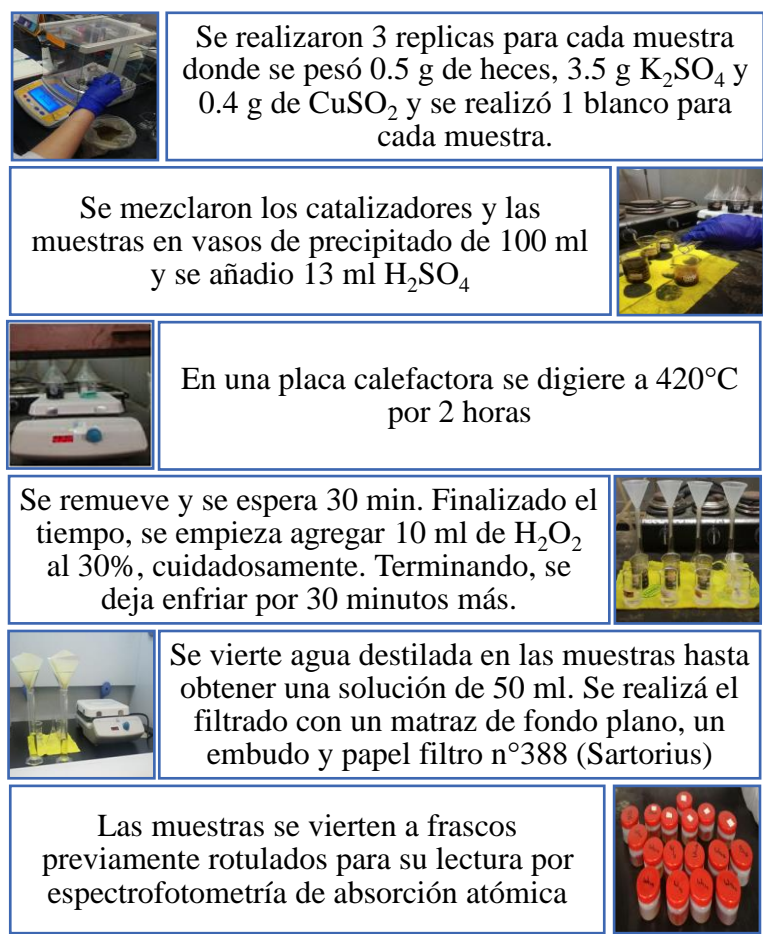 Se realizaron 3 replicas para cada muestra
donde se pesó 0.5 g de heces, 3.5 g K₂SO₄ y
0.4 g de CuSO₂ y se realizó 1 blanco para
cada muestra.
Se mezclaron los catalizadores y las
muestras en vasos de precipitado de 100 ml
y se añadio 13 ml H₂SO₄
En una placa calefactora se digiere a 420°C
por 2 horas
Se remueve y se espera 30 min. Finalizado el
tiempo, se empieza agregar 10 ml de H₂O₂
al 30%, cuidadosamente. Terminando, se
deja enfriar por 30 minutos más.
Se vierte agua destilada en las muestras hasta
obtener una solución de 50 ml. Se realizá el
filtrado con un matraz de fondo plano, un
embudo y papel filtro n°388 (Sartorius)
Las muestras se vierten a frascos
previamente rotulados para su lectura por
espectrofotometría de absorción atómica